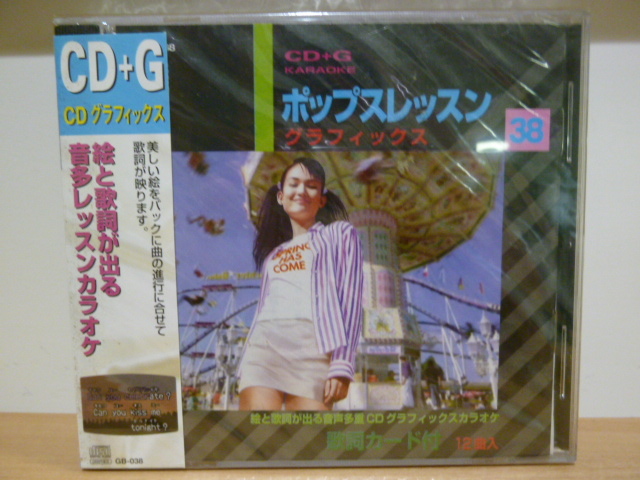 CD+G
CDグラフィックス
絵と歌詞が出る
音多レッスンカラオケ
美しい絵をバックに曲の進行に合せて
歌詞が映ります。
Can you kiss me
tonight?
GB-038
CD+G
KARAOKE
ポップスレッスン
グラフィックス
38
SPRING
HAS
COME
絵と歌詞が出る音声多重CDグラフィックスカラオケ
歌詞カード付
12曲入